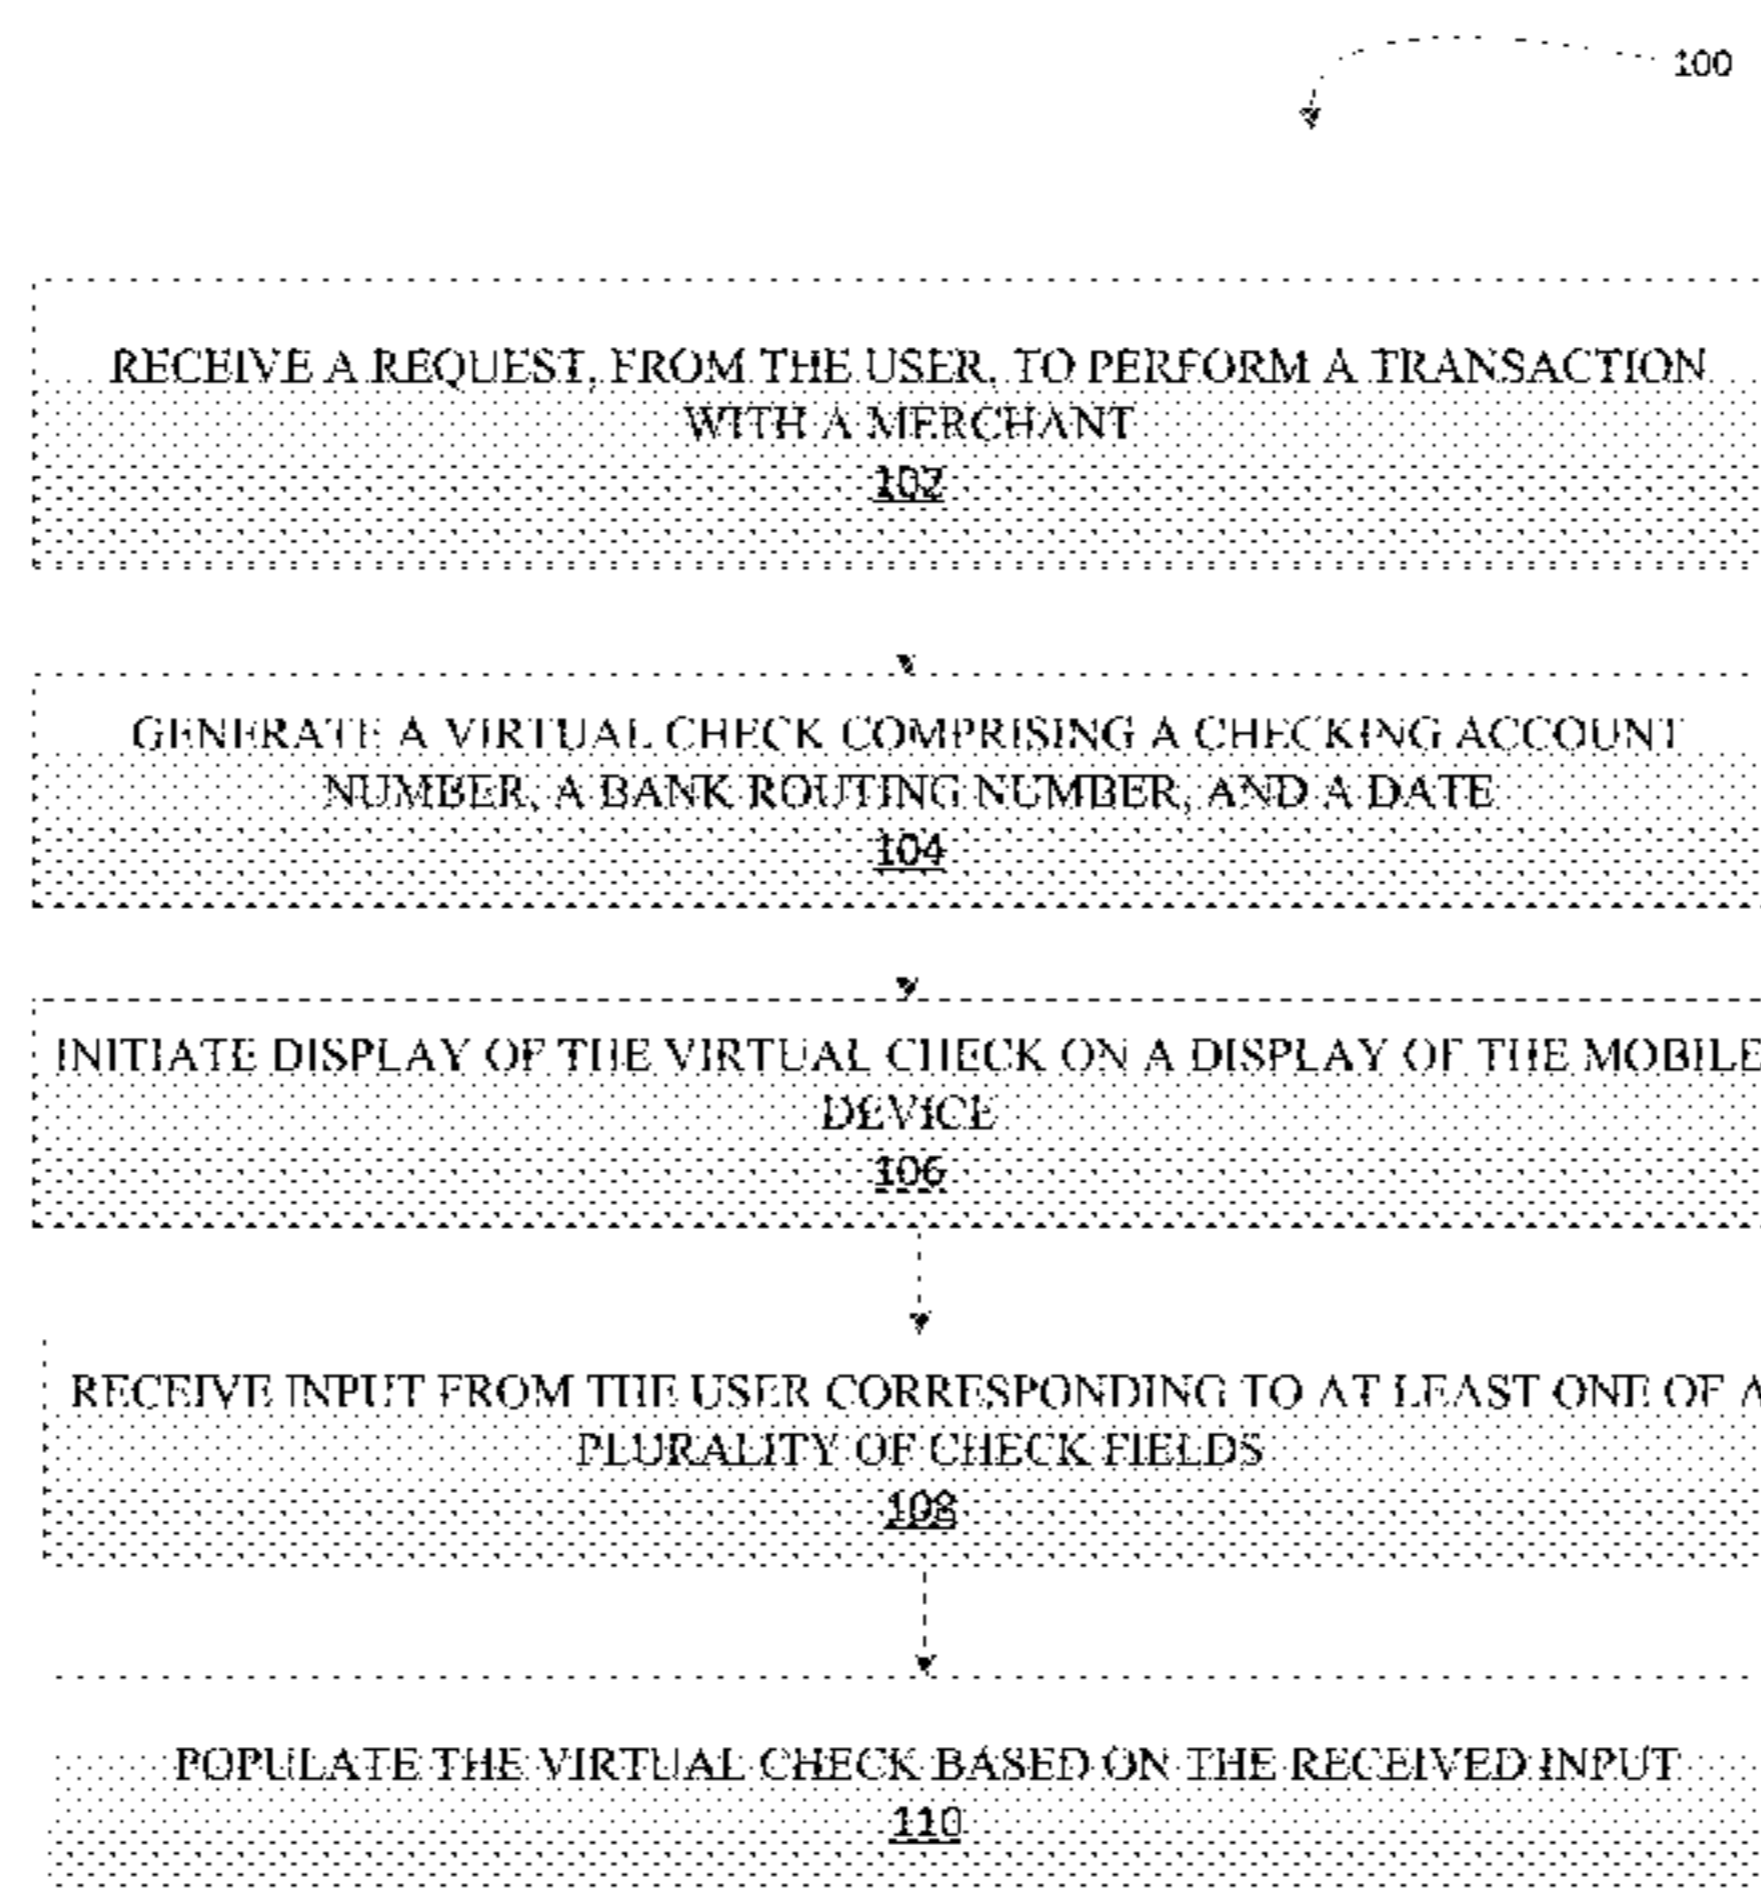 100
RECEIVE A REQUEST, FROM THE USER, TO PERFORM A TRANSACTION
WITH A MERCHANT
102
GENERATE A VIRTUAL CHECK COMPRISING A CHECKING ACCOUNT
NUMBER, A BANK ROUTING NUMBER, AND A DATE
104
INITIATE DISPLAY OF THE VIRTUAL CHECK ON A DISPLAY OF THE MOBILE
DEVICE
106
RECEIVE INPUT FROM THE USER CORRESPONDING TO AT LEAST ONE OF A
PLURALITY OF CHECK FIELDS
108
POPULATE THE VIRTUAL CHECK BASED ON THE RECEIVED INPUT
110